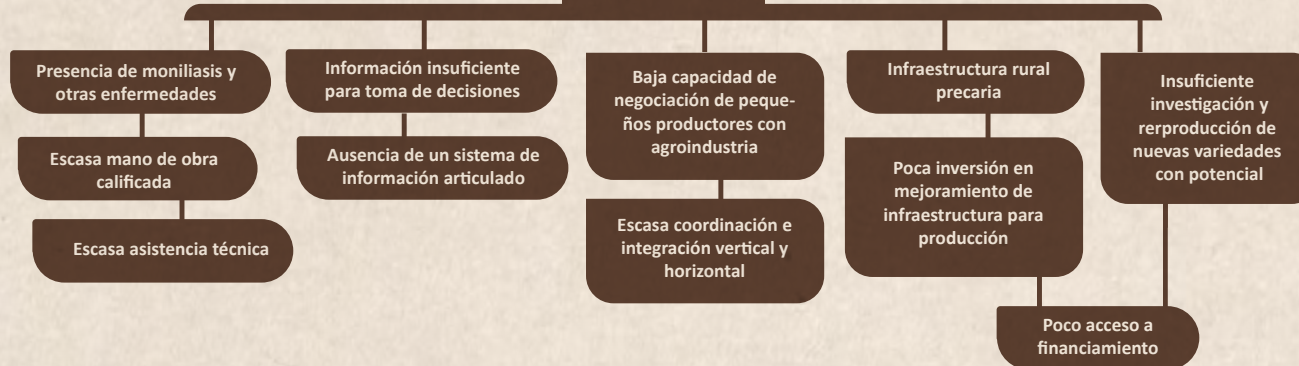 Presencia de moniliasis y
otras enfermedades
Escasa mano de obra
calificada
Escasa asistencia técnica
Información insuficiente
para toma de decisiones
Ausencia de un sistema de
información articulado
Baja capacidad de
negociación de peque-
ños productores con
agroindustria
Escasa coordinación e
integración vertical y
horizontal
Infraestructura rural
precaria
Poca inversión en
mejoramiento de
infraestructura para
producción
Insuficiente
investigación y
rerproducción de
nuevas variedades
con potencial
Poco acceso a
financiamiento